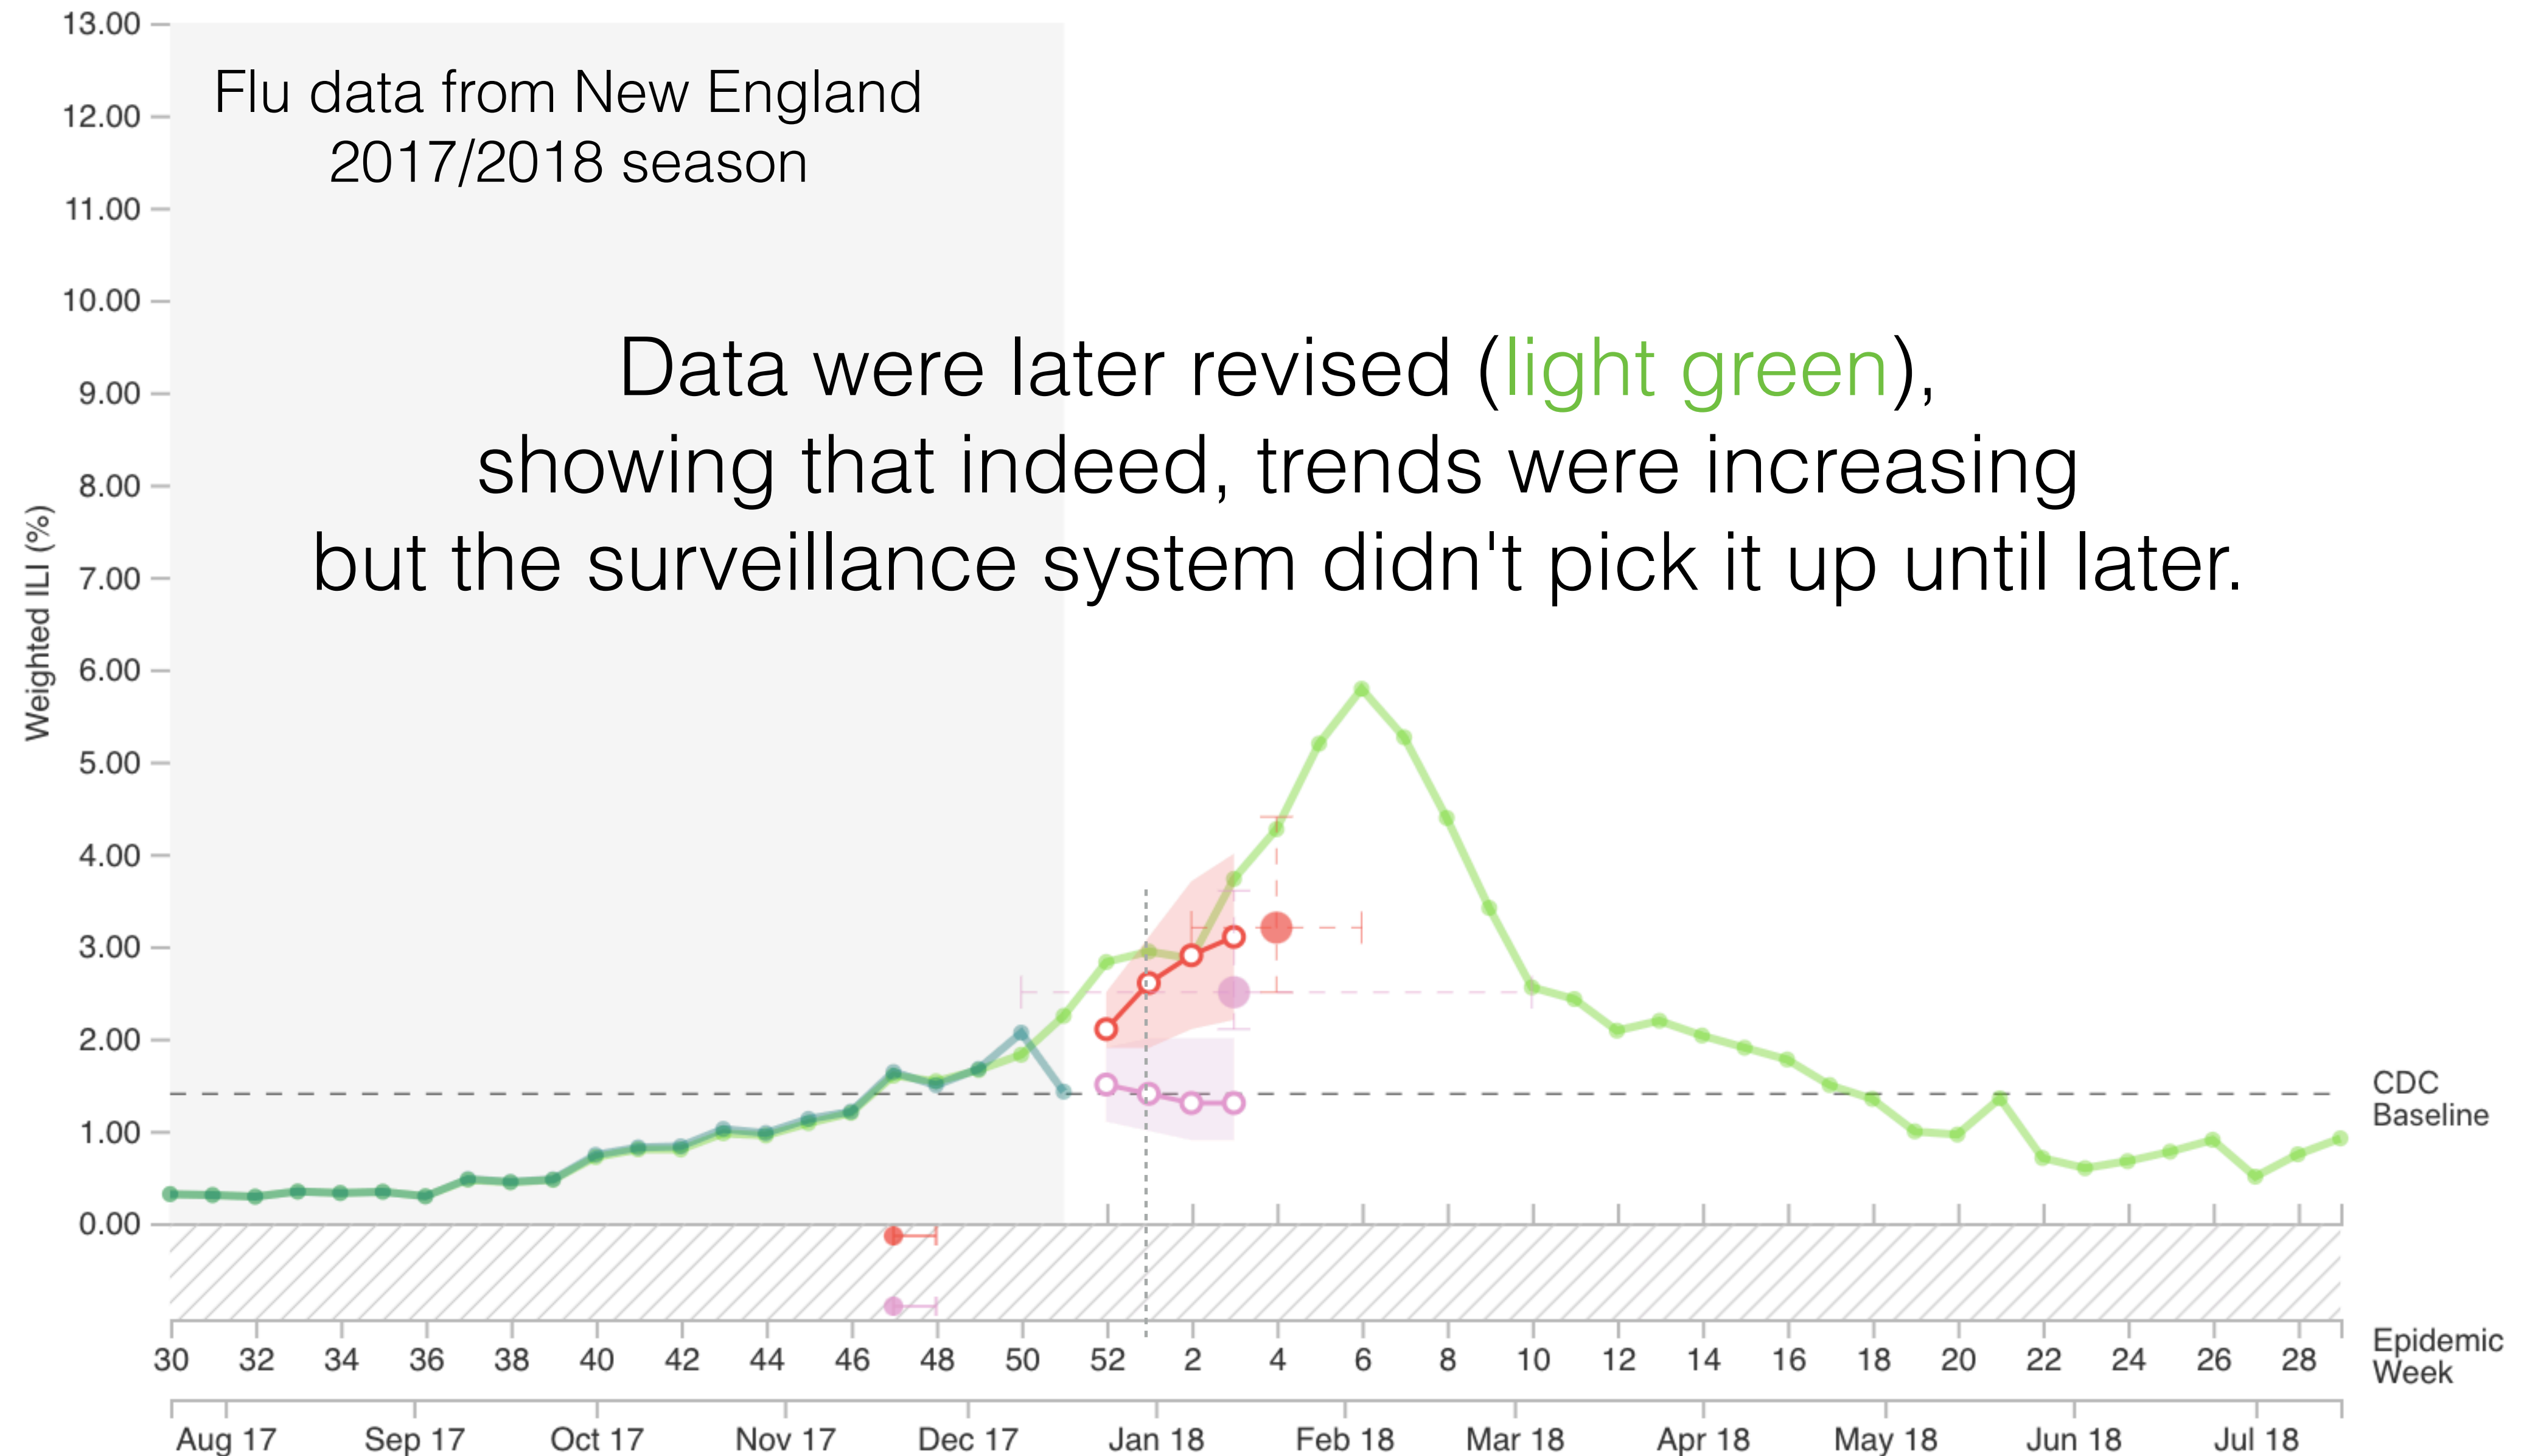 Flu data from New England
2017/2018 season
Data were later revised (light green),
showing that indeed, trends were increasing
but the surveillance system didn't pick it up until later.
Weighted ILI (%)
13.00
12.00
11.00
10.00
9.00
8.00
7.00
6.00
5.00
4.00
3.00
2.00
1.00
0.00
CDC
Baseline
30 32 34 36 38 40 42 44 46 48 50 52 2 4 6 8 10 12 14 16 18 20 22 24 26 28
Epidemic
Week
Aug 17 Sep 17 Oct 17 Nov 17 Dec 17 Jan 18 Feb 18 Mar 18 Apr 18 May 18 Jun 18 Jul 18